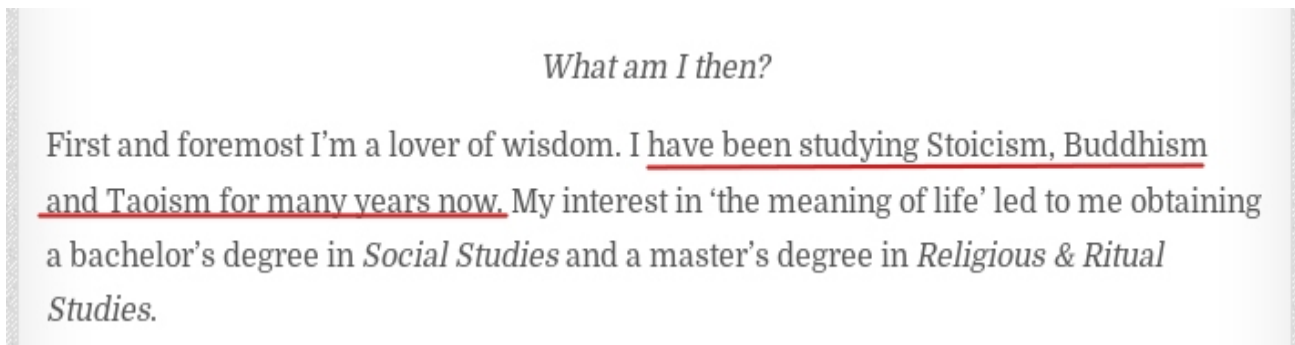 What am I then?
First and foremost I’m a lover of wisdom. I have been studying Stoicism, Buddhism
and Taoism for many years now. My interest in ‘the meaning of life’ led to me obtaining
a bachelor’s degree in Social Studies and a master’s degree in Religious & Ritual
Studies.